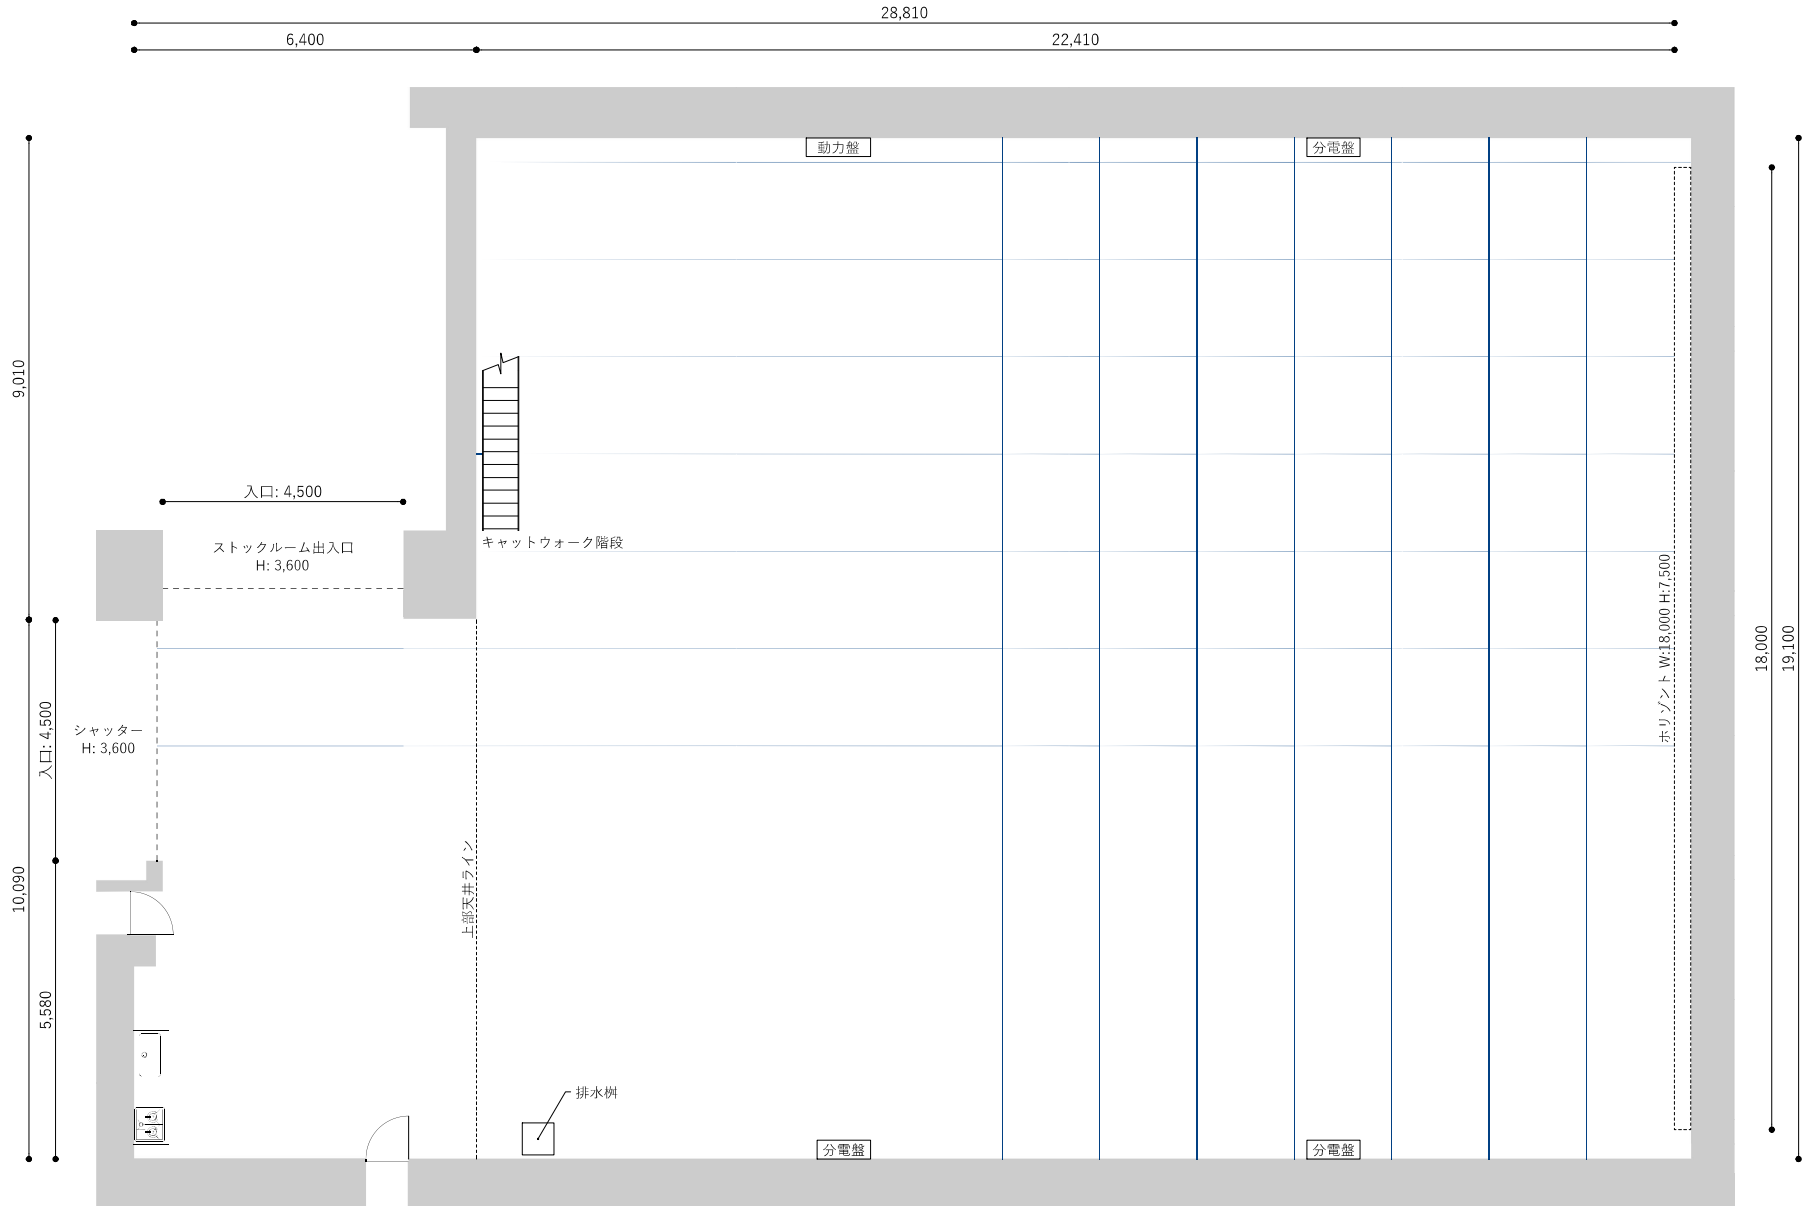 28,810
6,400
22,410
動力盤
分電盤
9,010
入口: 4,500
ストックルーム出入口
H: 3,600
キャットウォーク階段
ホリゾント W:18,000 H:7,500
18,000
19,100
入口: 4,500
シャッター
H: 3,600
10,090
上部天井ライン
5,580
排水桝
分電盤
分電盤